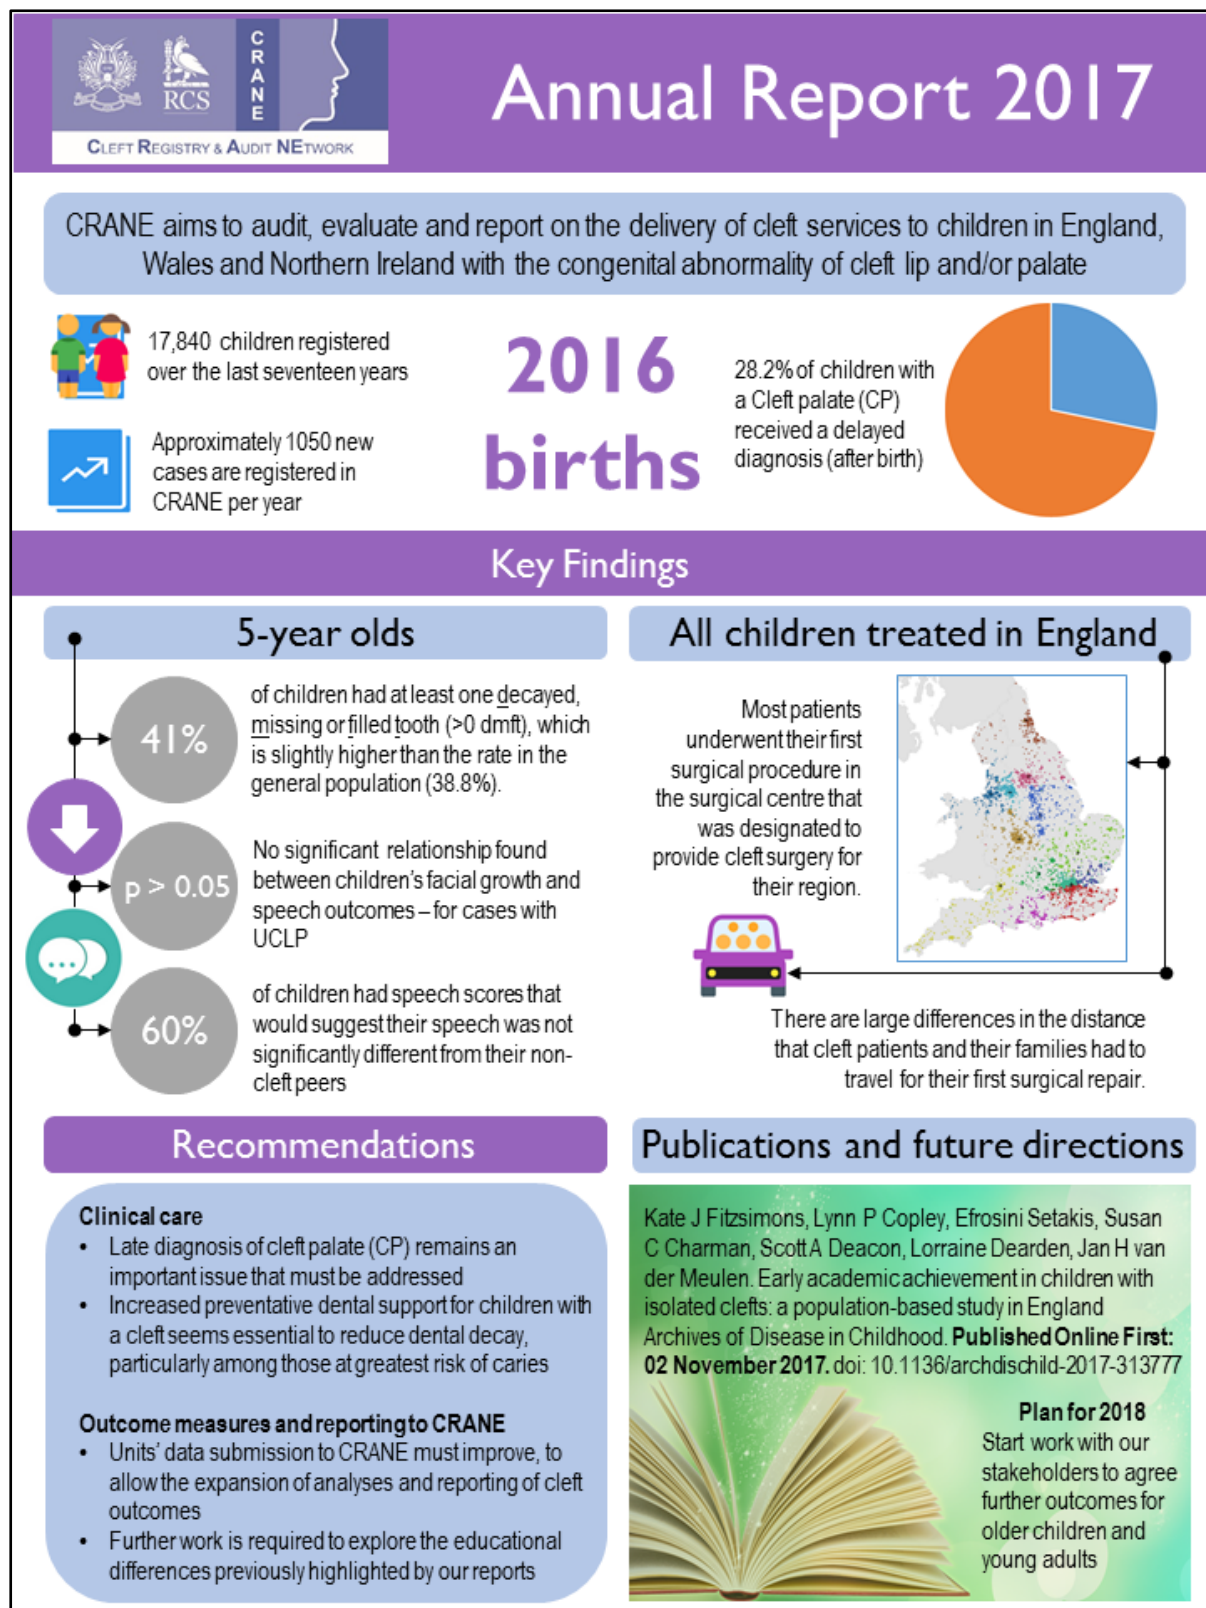 RCS
CRANE
CLEFT REGISTRY & AUDIT NETWORK
Annual Report 2017
CRANE aims to audit, evaluate and report on the delivery of cleft services to children in England,
Wales and Northern Ireland with the congenital abnormality of cleft lip and/or palate
17,840 children registered
over the last seventeen years
Approximately 1050 new
cases are registered in
CRANE per year
2016
births
28.2% of children with
a Cleft palate (CP)
received a delayed
diagnosis (after birth)
Key Findings
5-year olds
41%
of children had at least one decayed,
missing or filled tooth (>0 dmft), which
is slightly higher than the rate in the
general population (38.8%).
p > 0.05
No significant relationship found
between children's facial growth and
speech outcomes – for cases with
UCLP
60%
of children had speech scores that
would suggest their speech was not
significantly different from their non-
cleft peers
All children treated in England
Most patients
underwent their first
surgical procedure in
the surgical centre that
was designated to
provide cleft surgery for
their region.
There are large differences in the distance
that cleft patients and their families had to
travel for their first surgical repair.
Recommendations
Clinical care
• Late diagnosis of cleft palate (CP) remains an
important issue that must be addressed
• Increased preventative dental support for children with
a cleft seems essential to reduce dental decay,
particularly among those at greatest risk of caries
Outcome measures and reporting to CRANE
• Units' data submission to CRANE must improve, to
allow the expansion of analyses and reporting of cleft
outcomes
• Further work is required to explore the educational
differences previously highlighted by our reports
Publications and future directions
Kate J Fitzsimons, Lynn P Copley, Efrosini Setakis, Susan
C Charman, Scott A Deacon, Lorraine Dearden, Jan H van
der Meulen. Early academic achievement in children with
isolated clefts: a population-based study in England
Archives of Disease in Childhood. Published Online First:
02 November 2017. doi: 10.1136/archdischild-2017-313777
Plan for 2018
Start work with our
stakeholders to agree
further outcomes for
older children and
young adults